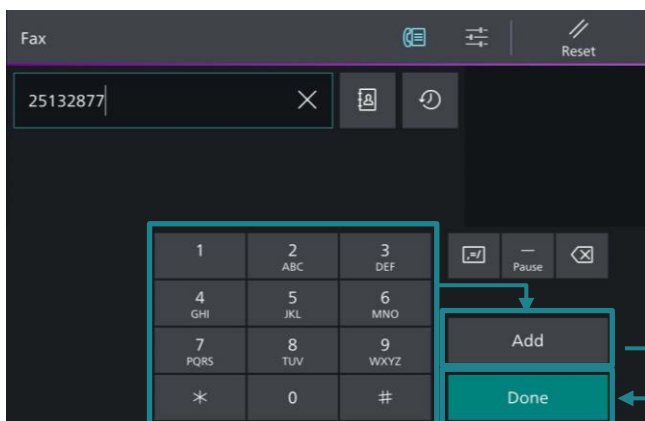 Fax
Reset
25132877
1
2
ABC
3
DEF
,=/
Pause
4
GHI
5
JKL
6
MNO
7
PQRS
8
TUV
9
WXYZ
Add
*
0
#
Done